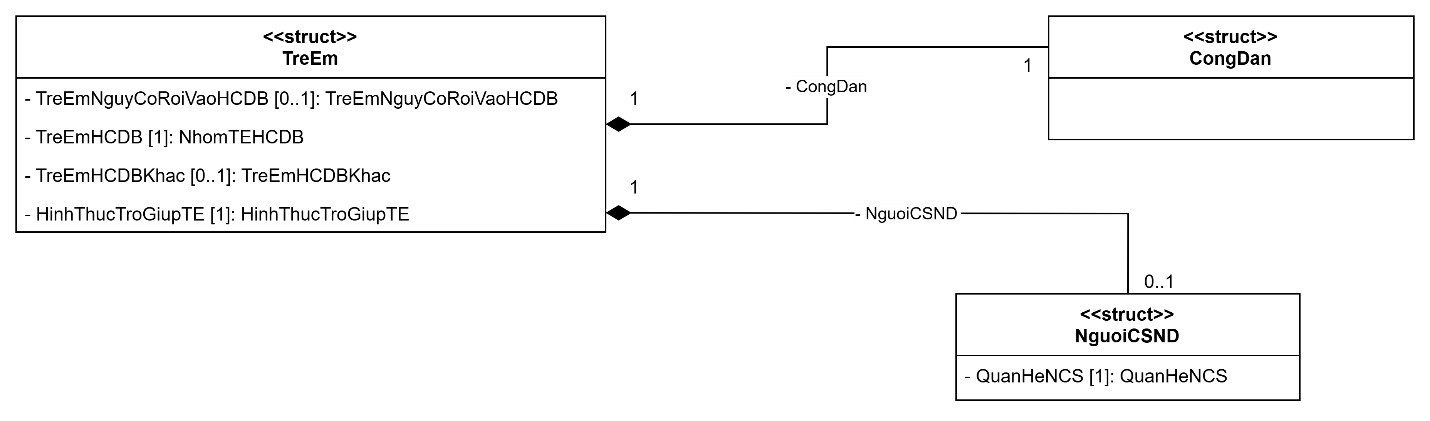 <<struct>>
TreEm
- TreEmNguyCoRoiVaoHCDB [0..1]: TreEmNguyCoRoiVaoHCDB
- TreEmHCDB [1]: NhomTEHCDB
- TreEmHCDBKhac [0..1]: TreEmHCDBKhac
- HinhThucTroGiupTE [1]: HinhThucTroGiupTE
1
- CongDan
1
<<struct>>
CongDan
1
- NguoiCSND
0..1
<<struct>>
NguoiCSND
- QuanHeNCS [1]: QuanHeNCS